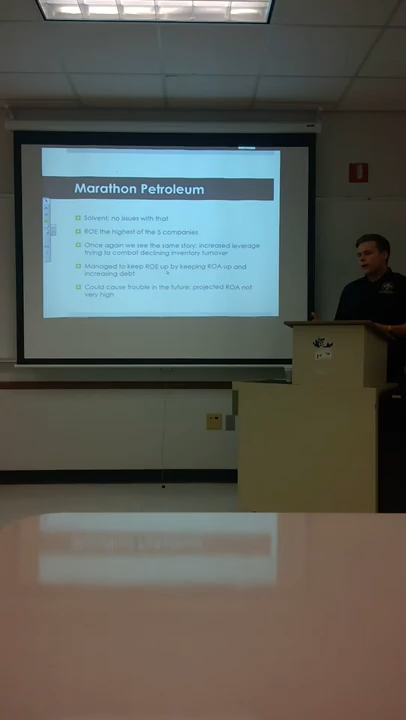 Marathon Petroleum
Solvent; no issues with that
ROE the highest of the 5 companies
Once again we see the same story: increased leverage
trying to combat declining inventory turnover
Managed to keep ROE up by keeping ROA up and
increasing debt
Could cause trouble in the future; projected ROA not
very high